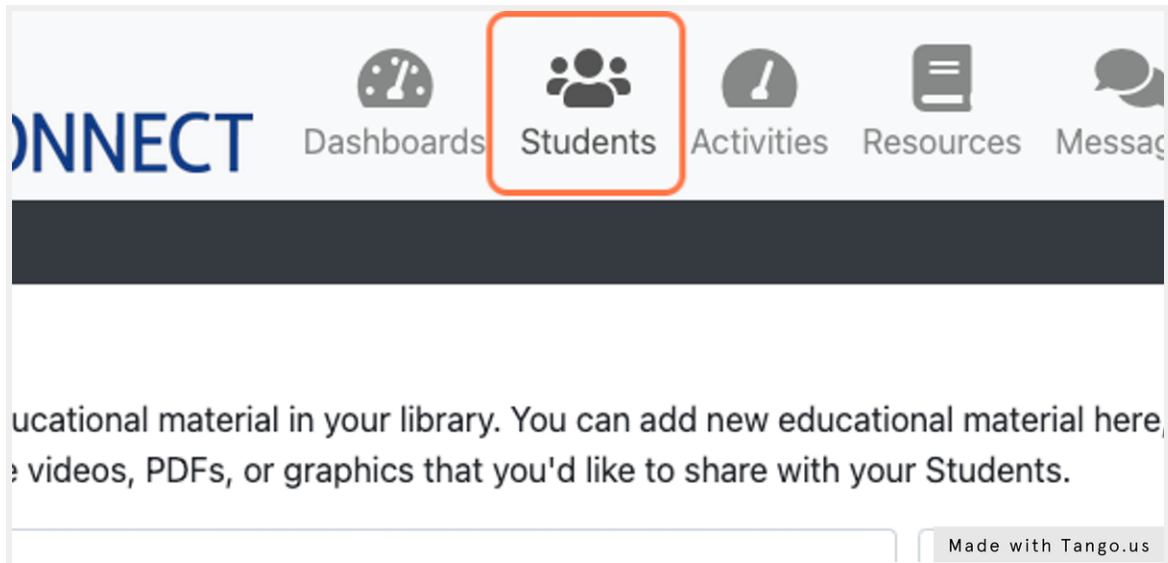 ONNECT
Dashboards Students Activities Resources Messag
ucational material in your library. You can add new educational material here,
videos, PDFs, or graphics that you'd like to share with your Students.
Made with Tango.us